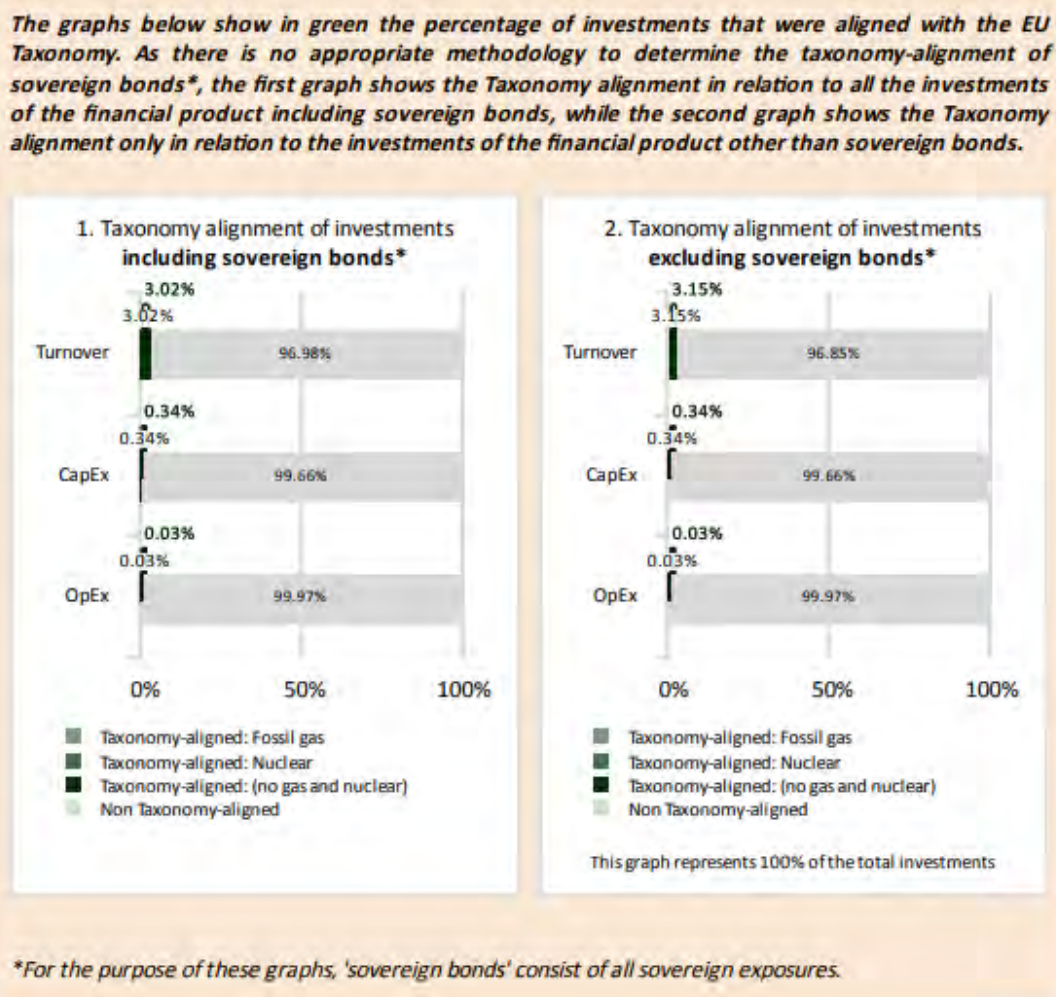 The graphs below show in green the percentage of investments that were aligned with the EU
Taxonomy. As there is no appropriate methodology to determine the taxonomy-alignment of
sovereign bonds*, the first graph shows the Taxonomy alignment in relation to all the investments
of the financial product including sovereign bonds, while the second graph shows the Taxonomy
alignment only in relation to the investments of the financial product other than sovereign bonds.
1. Taxonomy alignment of investments
including sovereign bonds*
3.02%
3.02%
Turnover
96.98%
0.34%
0.34%
CapEx
99.66%
0.03%
0.03%
OpEx
99.97%
0% 50% 100%
Taxonomy-aligned: Fossil gas
Taxonomy-aligned: Nuclear
Taxonomy-aligned: (no gas and nuclear)
Non Taxonomy-aligned
2. Taxonomy alignment of investments
excluding sovereign bonds*
3.15%
3.15%
Turnover
96.85%
0.34%
0.34%
CapEx
99.66%
0.03%
0.03%
OpEx
99.97%
0% 50% 100%
Taxonomy-aligned: Fossil gas
Taxonomy-aligned: Nuclear
Taxonomy-aligned: (no gas and nuclear)
Non Taxonomy-aligned
This graph represents 100% of the total investments
*For the purpose of these graphs, 'sovereign bonds' consist of all sovereign exposures.